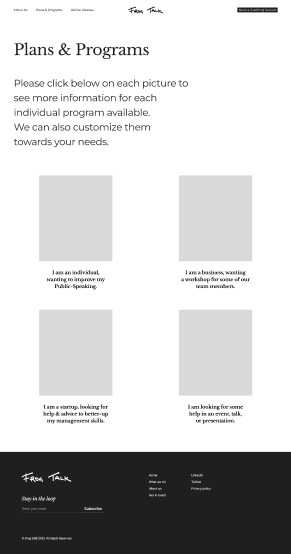 About Us Plans & Programs Online Courses FROG TALK Book a Coaching Session
Plans & Programs
Please click below on each picture to
see more information for each
individual program available.
We can also customize them
towards your needs.
I am an individual,
wanting to improve my
Public-Speaking.
I am a business, wanting
a workshop for some of our
team members.
I am a startup, looking for
help & advice to better-up
my management skills.
I am looking for some
help in an event, talk,
or presentation.
FROG TALK
Stay in the loop
Enter your email Subscribe
Home
What we do
About us
Get in touch
LinkedIn
Twitter
Privacy policy
All Rights Reserved.